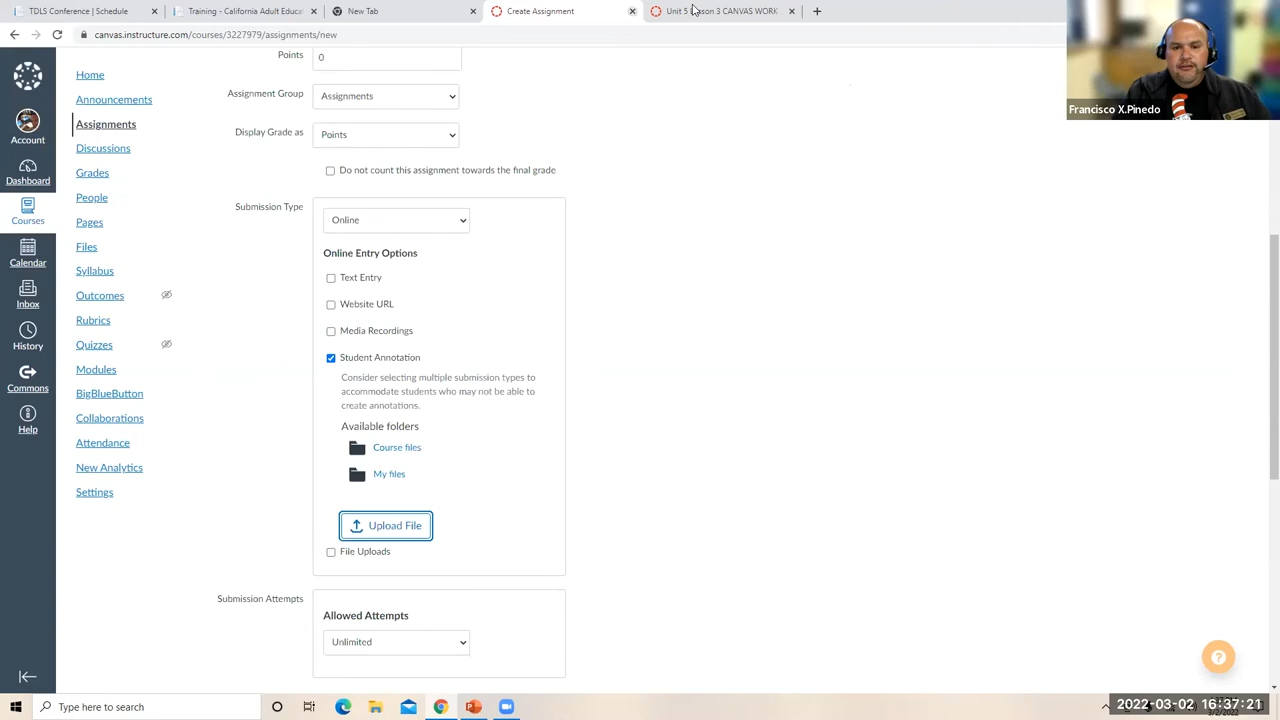 TDLS Conference | Schedule
Training - California Adult Educat
New Tab
Create Assignment
Unit 5 Lesson 3 CANVAS WORK
canvas.instructure.com/courses/3227979/assignments/new
Francisco X.Pinedo
Account
Dashboard
Courses
Calendar
Inbox
History
Commons
Help
Home
Announcements
Assignments
Discussions
Grades
People
Pages
Files
Syllabus
Outcomes
Rubrics
Quizzes
Modules
BigBlueButton
Collaborations
Attendance
New Analytics
Settings
Points
0
Assignment Group
Assignments
Display Grade as
Points
Do not count this assignment towards the final grade
Submission Type
Online
Online Entry Options
Text Entry
Website URL
Media Recordings
Student Annotation
Consider selecting multiple submission types to
accommodate students who may not be able to
create annotations.
Available folders
Course files
My files
Upload File
File Uploads
Submission Attempts
Allowed Attempts
Unlimited
Type here to search
2022-03-02 16:37:21